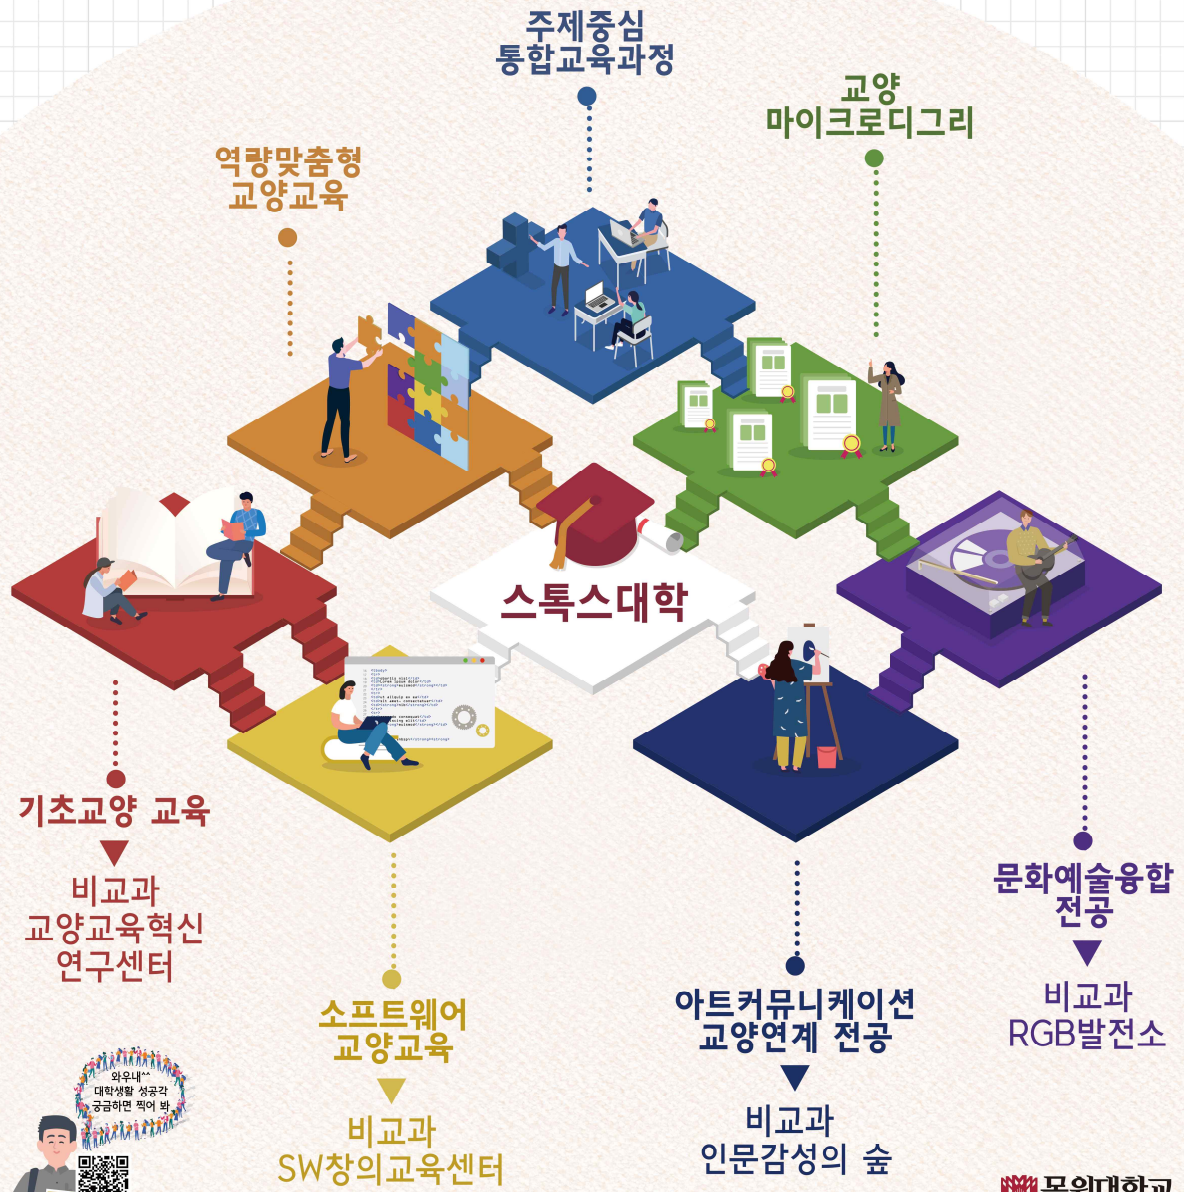 주제중심
통합교육과정
교양
마이크로디그리
역량맞춤형
교양교육
스톡스대학
기초교양 교육
비교과
교양교육혁신
연구센터
소프트웨어
교양교육
비교과
SW창의교육센터
아트커뮤니케이션
교양연계 전공
비교과
인문감성의 숲
문화예술융합
전공
비교과
RGB발전소
와우내^^
대학생활 성공각
궁금하면 찍어 봐
목원대학교